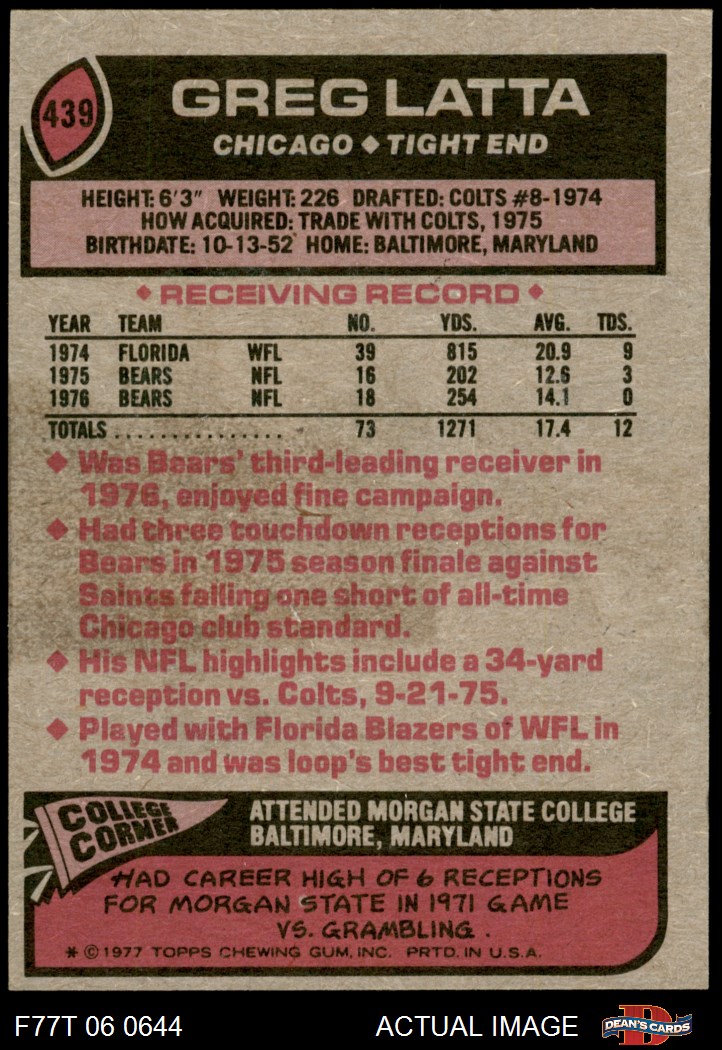 439
GREG LATTA
CHICAGO ◆ TIGHT END
HEIGHT: 6'3" WEIGHT: 226 DRAFTED: COLTS #8-1974
HOW ACQUIRED: TRADE WITH COLTS, 1975
BIRTHDATE: 10-13-52 HOME: BALTIMORE, MARYLAND
◆ RECEIVING RECORD ◆
YEAR TEAM NO. YDS. AVG. TDS.
1974 FLORIDA WFL 39 815 20.9 9
1975 BEARS NFL 16 202 12.6 3
1976 BEARS NFL 18 254 14.1 0
TOTALS ................ 73 1271 17.4 12
◆ Was Bears' third-leading receiver in
1976, enjoyed fine campaign.
◆ Had three touchdown receptions for
Bears in 1975 season finale against
Saints falling one short of all-time
Chicago club standard.
◆ His NFL highlights include a 34-yard
reception vs. Colts, 9-21-75.
◆ Played with Florida Blazers of WFL in
1974 and was loop's best tight end.
COLLEGE
CORNER
ATTENDED MORGAN STATE COLLEGE
BALTIMORE, MARYLAND
HAD CAREER HIGH OF 6 RECEPTIONS
FOR MORGAN STATE IN 1971 GAME
VS. GRAMBLING.
* © 1977 TOPPS CHEWING GUM, INC. PRTD. IN U.S.A.
F77T 06 0644 ACTUAL IMAGE
D
DEAN'S CARDS